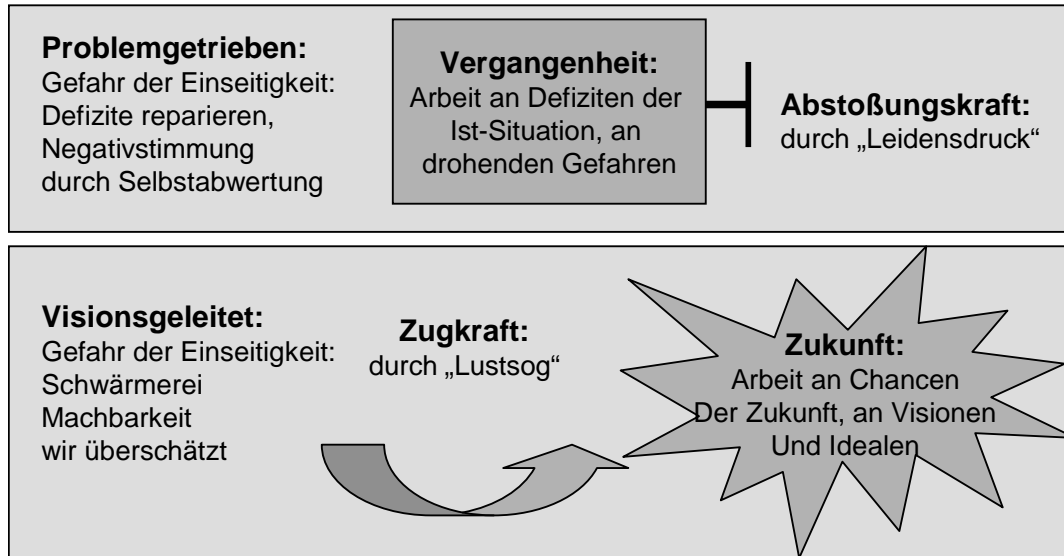 Problemgetrieben:
Gefahr der Einseitigkeit:
Defizite reparieren,
Negativstimmung
durch Selbstabwertung
Vergangenheit:
Arbeit an Defiziten der
Ist-Situation, an
drohenden Gefahren
Abstoßungskraft:
durch „Leidensdruck“
Visionsgeleitet:
Gefahr der Einseitigkeit:
Schwärmerei
Machbarkeit
wir überschätzt
Zugkraft:
durch „Lustsog“
Zukunft:
Arbeit an Chancen
Der Zukunft, an Visionen
Und Idealen